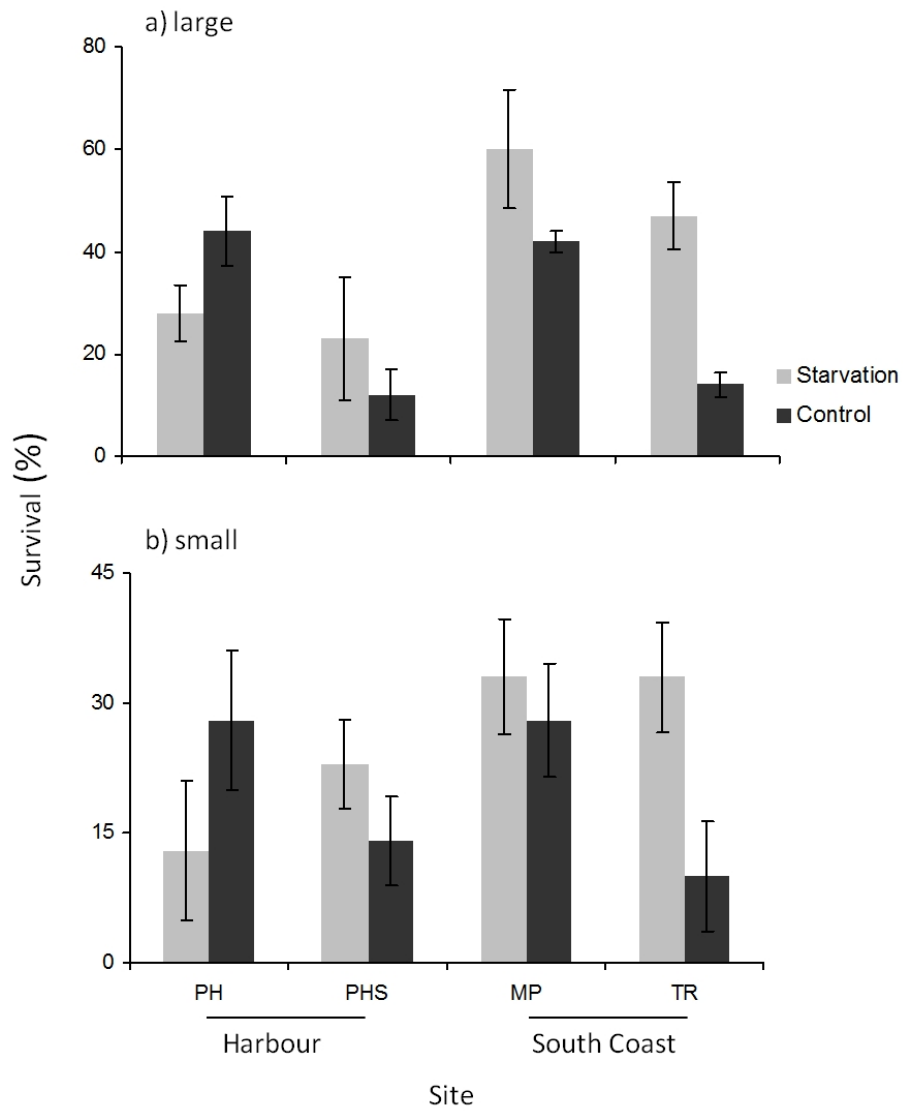 a) large
80
60
40
20
0
Starvation
Control
Survival (%)
b) small
45
30
15
0
PH PHS MP TR
Harbour South Coast
Site